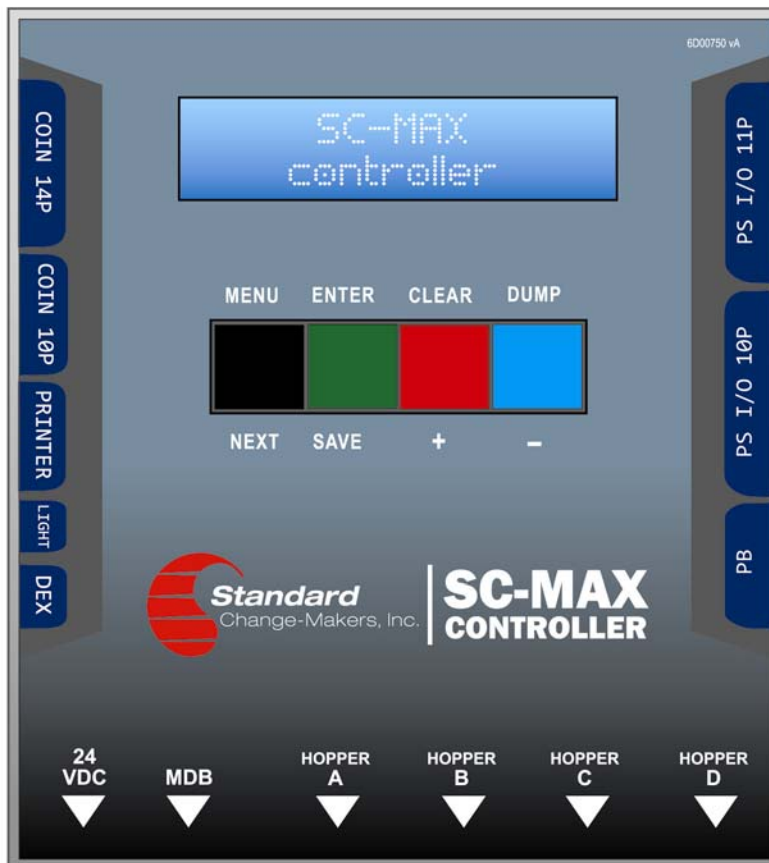 6D00750 vA
COIN 14P
COIN 10P
PRINTER
LIGHT
DEX
SC-MAX
controller
MENU ENTER CLEAR DUMP
NEXT SAVE + -
Standard
Change-Makers, Inc.
SC-MAX
CONTROLLER
PS I/O 11P
PS I/O 10P
PB
24
VDC
MDB
HOPPER
A
HOPPER
B
HOPPER
C
HOPPER
D